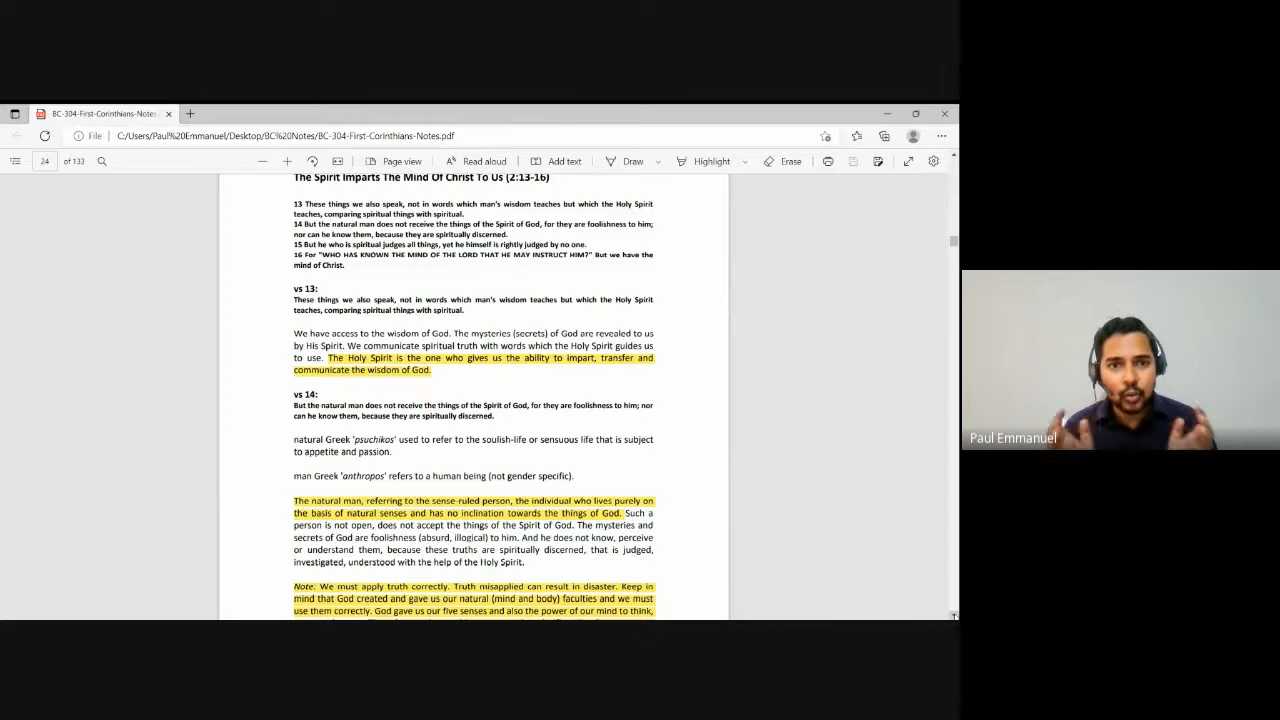 BC-304-First-Corinthians-Notes
File
C:/Users/Paul%20Emmanuel/Desktop/BC%20Notes/BC-304-First-Corinthians-Notes.pdf
24 of 133
Page view
Read aloud
Add text
Draw
Highlight
Erase
The Spirit Imparts The Mind Of Christ To Us (2:13-16)
13 These things we also speak, not in words which man's wisdom teaches but which the Holy Spirit
teaches, comparing spiritual things with spiritual.
14 But the natural man does not receive the things of the Spirit of God, for they are foolishness to him;
nor can he know them, because they are spiritually discerned.
15 But he who is spiritual judges all things, yet he himself is rightly judged by no one.
16 For "WHO HAS KNOWN THE MIND OF THE LORD THAT HE MAY INSTRUCT HIM?" But we have the
mind of Christ.
vs 13:
These things we also speak, not in words which man's wisdom teaches but which the Holy Spirit
teaches, comparing spiritual things with spiritual.
We have access to the wisdom of God. The mysteries (secrets) of God are revealed to us
by His Spirit. We communicate spiritual truth with words which the Holy Spirit guides us
to use. The Holy Spirit is the one who gives us the ability to impart, transfer and
communicate the wisdom of God.
vs 14:
But the natural man does not receive the things of the Spirit of God, for they are foolishness to him; nor
can he know them, because they are spiritually discerned.
natural Greek 'psuchikos' used to refer to the soulish-life or sensuous life that is subject
to appetite and passion.
man Greek 'anthropos' refers to a human being (not gender specific).
The natural man, referring to the sense-ruled person, the individual who lives purely on
the basis of natural senses and has no inclination towards the things of God. Such a
person is not open, does not accept the things of the Spirit of God. The mysteries and
secrets of God are foolishness (absurd, illogical) to him. And he does not know, perceive
or understand them, because these truths are spiritually discerned, that is judged,
investigated, understood with the help of the Holy Spirit.
Note: We must apply truth correctly. Truth misapplied can result in disaster. Keep in
mind that God created and gave us our natural (mind and body) faculties and we must
use them correctly. God gave us our five senses and also the power of our mind to think,
Paul Emmanuel